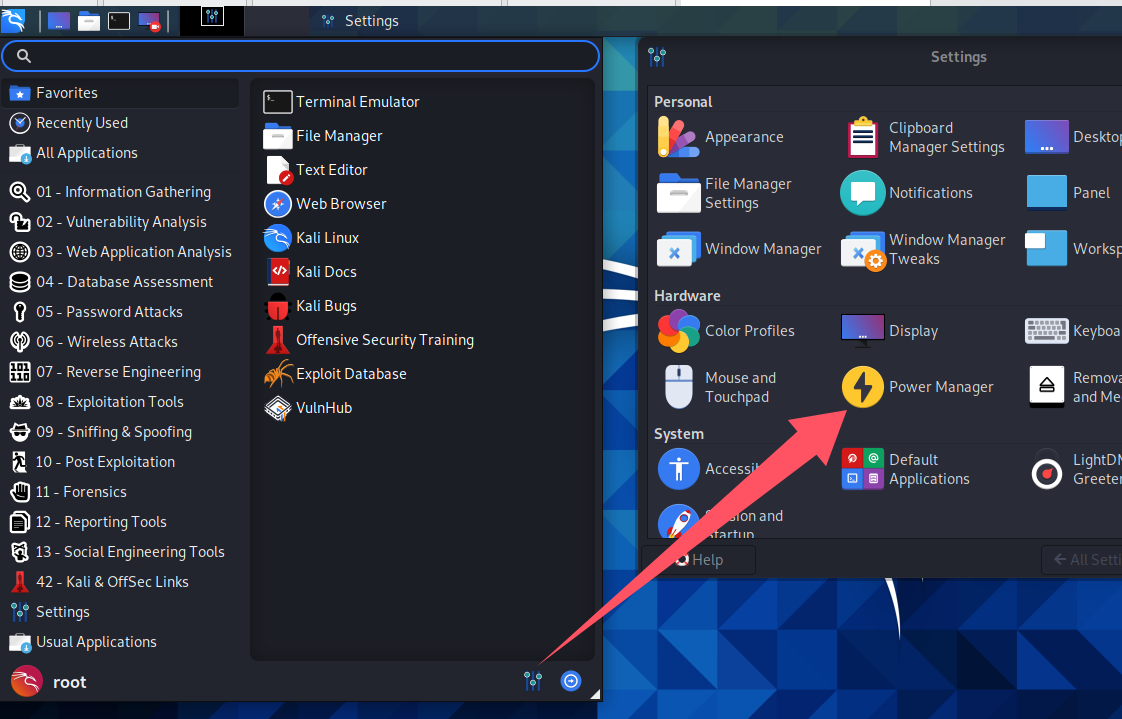 Settings
Favorites
Recently Used
All Applications
01 - Information Gathering
02 - Vulnerability Analysis
03 - Web Application Analysis
04 - Database Assessment
05 - Password Attacks
06 - Wireless Attacks
07 - Reverse Engineering
08 - Exploitation Tools
09 - Sniffing & Spoofing
10 - Post Exploitation
11 - Forensics
12 - Reporting Tools
13 - Social Engineering Tools
42 - Kali & OffSec Links
Settings
Usual Applications
root
Terminal Emulator
File Manager
Text Editor
Web Browser
Kali Linux
Kali Docs
Kali Bugs
Offensive Security Training
Exploit Database
VulnHub
Settings
Personal
Appearance
Clipboard
Manager Settings
Deskto
File Manager
Settings
Notifications
Panel
Window Manager
Window Manager
Tweaks
Worksp
Hardware
Color Profiles
Display
Keyboa
Mouse and
Touchpad
Power Manager
Remova
and Me
System
Accessi
Default
Applications
LightDM
Greeter
sion and
Startup
Help
All Setti